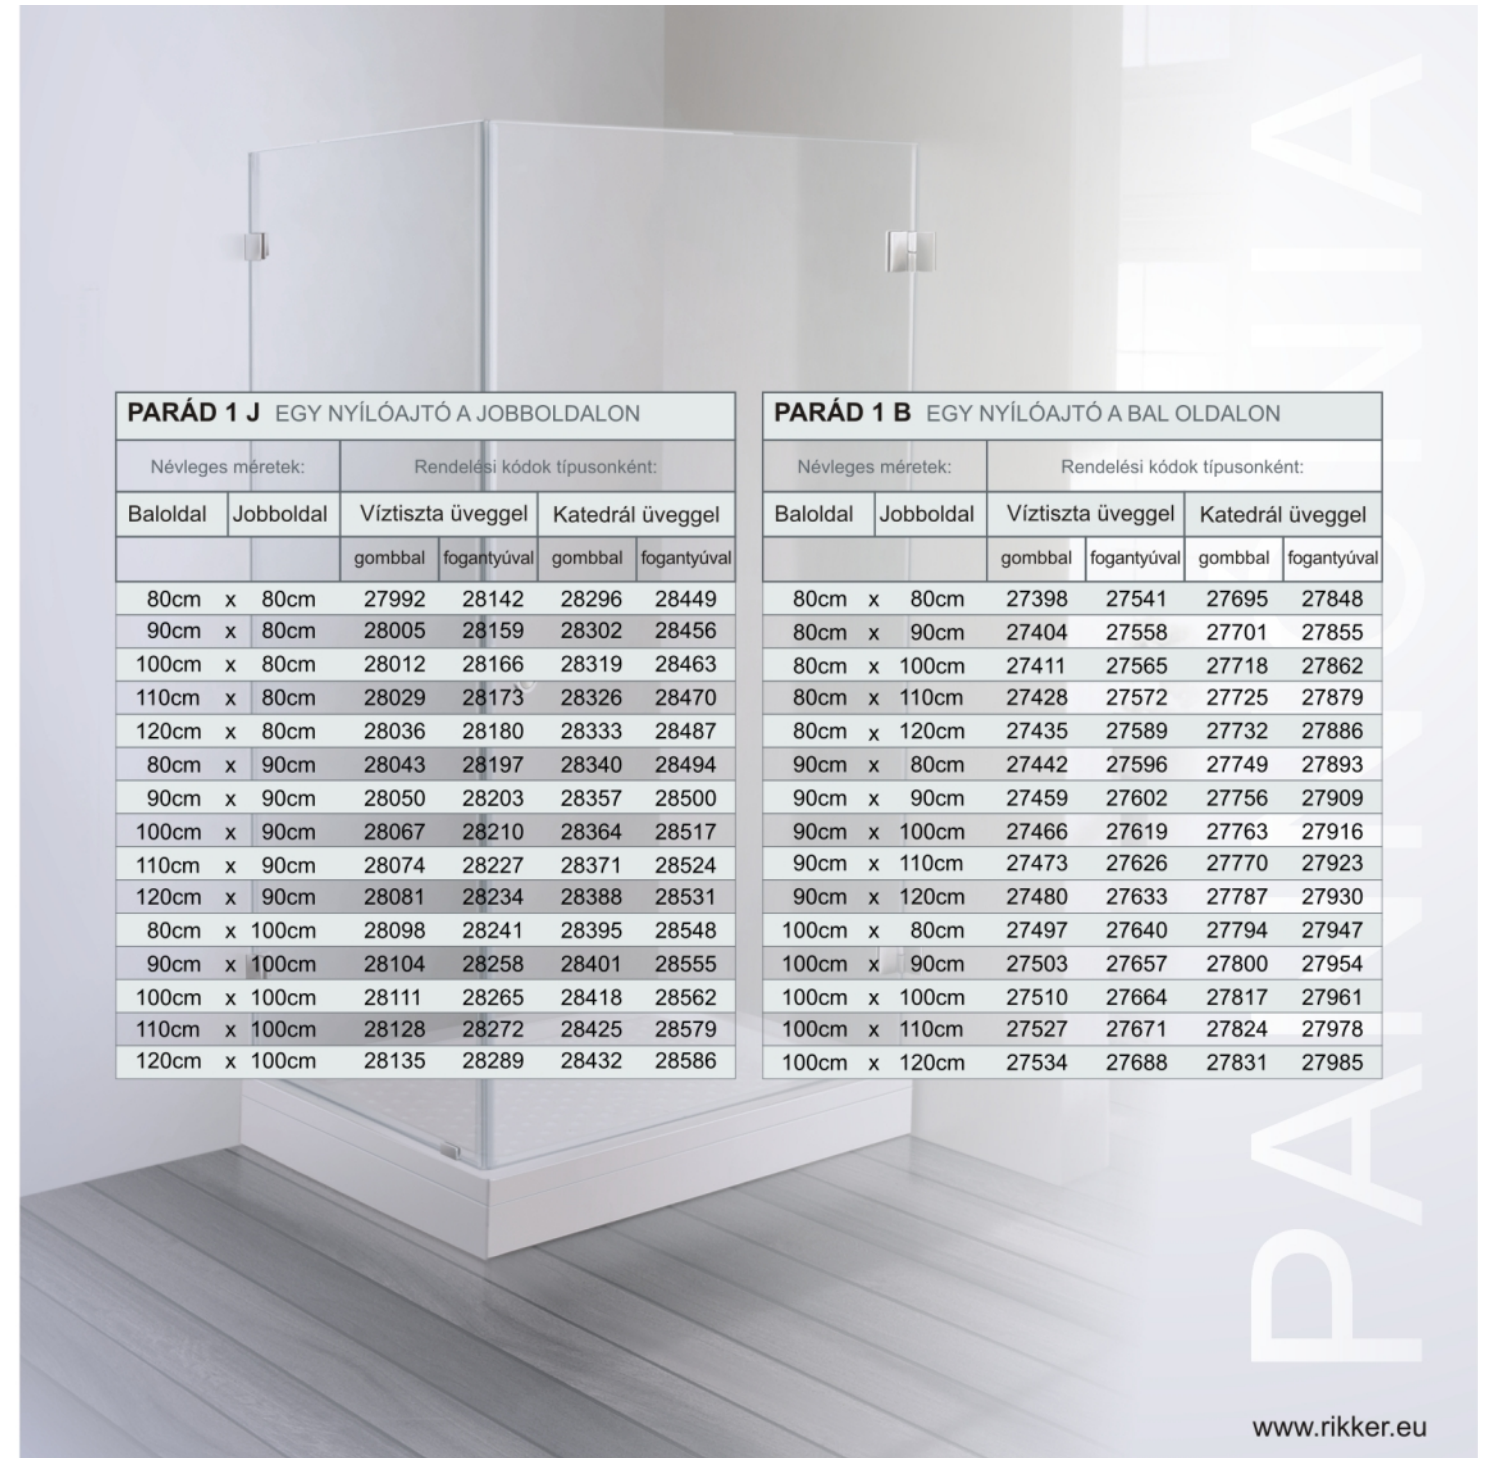 PARÁD 1 J EGY NYÍLÓAJTÓ A JOBBOLDALON
Névleges méretek: Rendelési kódok típusonként:
Baloldal Jobboldal Víztiszta üveggel Katedrál üveggel
gombbal fogantyúval gombbal fogantyúval
80cm x 80cm 27992 28142 28296 28449
90cm x 80cm 28005 28159 28302 28456
100cm x 80cm 28012 28166 28319 28463
110cm x 80cm 28029 28173 28326 28470
120cm x 80cm 28036 28180 28333 28487
80cm x 90cm 28043 28197 28340 28494
90cm x 90cm 28050 28203 28357 28500
100cm x 90cm 28067 28210 28364 28517
110cm x 90cm 28074 28227 28371 28524
120cm x 90cm 28081 28234 28388 28531
80cm x 100cm 28098 28241 28395 28548
90cm x 100cm 28104 28258 28401 28555
100cm x 100cm 28111 28265 28418 28562
110cm x 100cm 28128 28272 28425 28579
120cm x 100cm 28135 28289 28432 28586
PARÁD 1 B EGY NYÍLÓAJTÓ A BAL OLDALON
Névleges méretek: Rendelési kódok típusonként:
Baloldal Jobboldal Víztiszta üveggel Katedrál üveggel
gombbal fogantyúval gombbal fogantyúval
80cm x 80cm 27398 27541 27695 27848
80cm x 90cm 27404 27558 27701 27855
80cm x 100cm 27411 27565 27718 27862
80cm x 110cm 27428 27572 27725 27879
80cm x 120cm 27435 27589 27732 27886
90cm x 80cm 27442 27596 27749 27893
90cm x 90cm 27459 27602 27756 27909
90cm x 100cm 27466 27619 27763 27916
90cm x 110cm 27473 27626 27770 27923
90cm x 120cm 27480 27633 27787 27930
100cm x 80cm 27497 27640 27794 27947
100cm x 90cm 27503 27657 27800 27954
100cm x 100cm 27510 27664 27817 27961
100cm x 110cm 27527 27671 27824 27978
100cm x 120cm 27534 27688 27831 27985
PANNONIA
www.rikker.eu